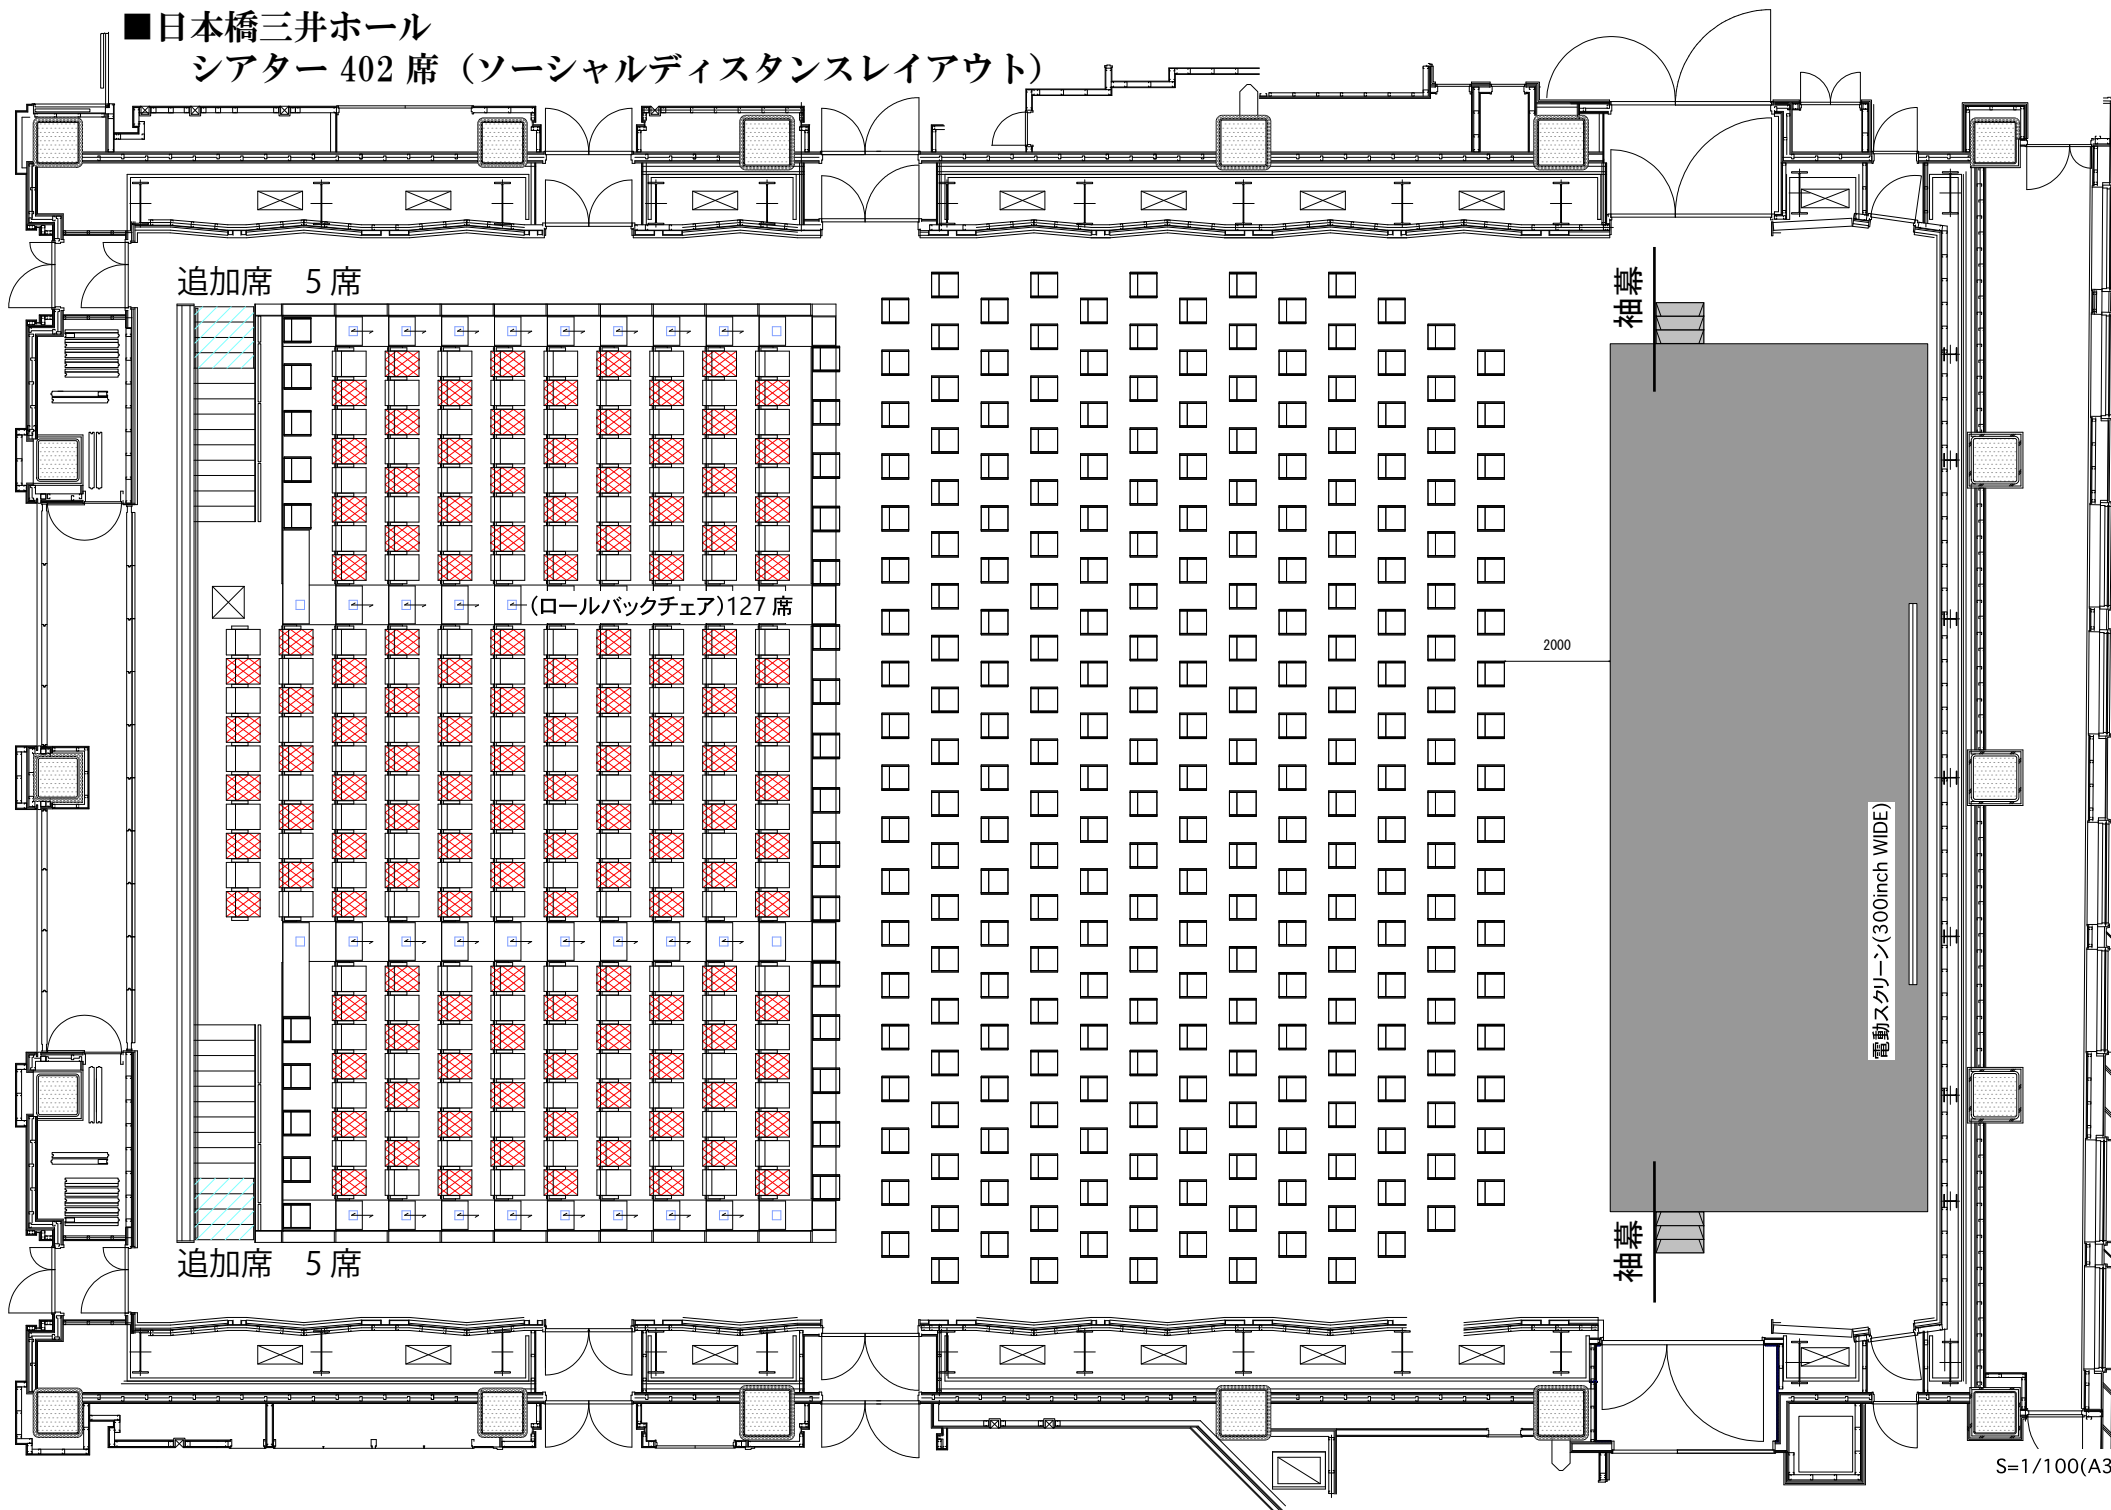 ■日本橋三井ホール
シアター 402 席（ソーシャルディスタンスレイアウト）
追加席　5 席
袖幕
(ロールバックチェア)127 席
2000
電動スクリーン(300inch WIDE)
袖幕
追加席　5 席
S=1/100(A3